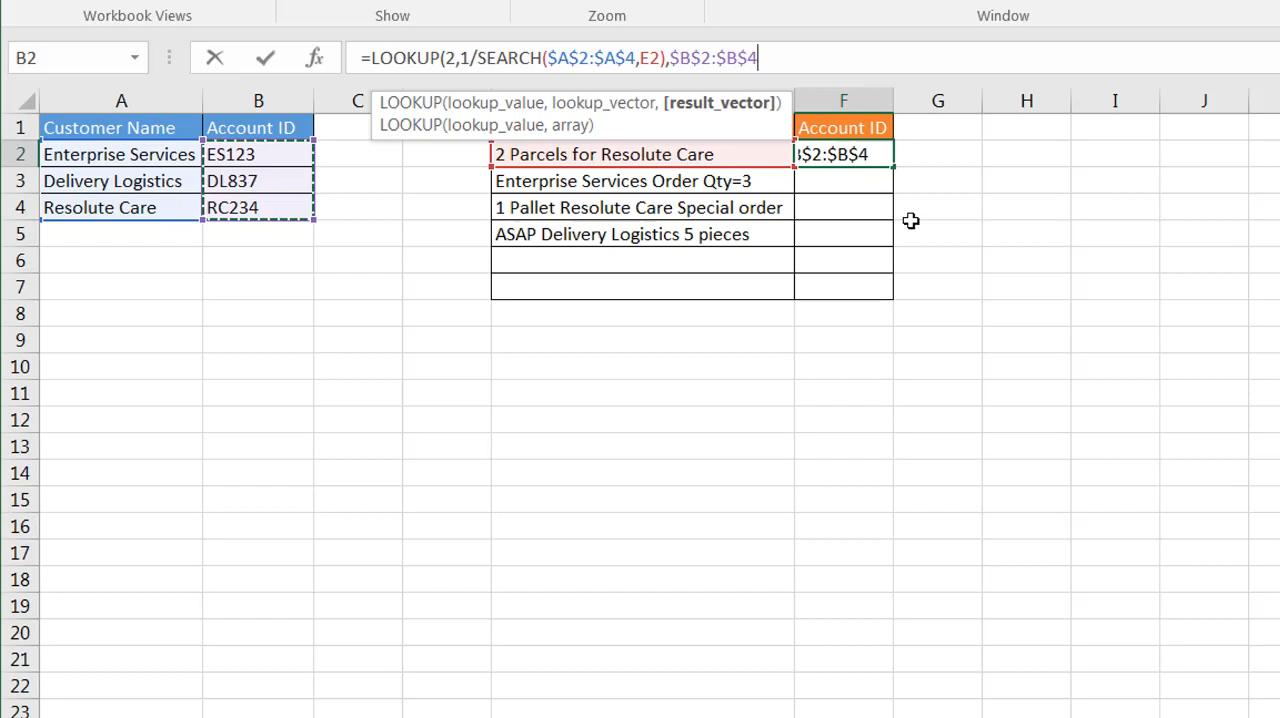 Workbook Views Show Zoom Window
B2 fx =LOOKUP(2,1/SEARCH($A$2:$A$4,E2),$B$2:$B$4
LOOKUP(lookup_value, lookup_vector, [result_vector])
LOOKUP(lookup_value, array)
A B C F G H I J
1 Customer Name Account ID Account ID
2 Enterprise Services ES123 2 Parcels for Resolute Care $2:$B$4
3 Delivery Logistics DL837 Enterprise Services Order Qty=3
4 Resolute Care RC234 1 Pallet Resolute Care Special order
5 ASAP Delivery Logistics 5 pieces
6
7
8
9
10
11
12
13
14
15
16
17
18
19
20
21
22
23